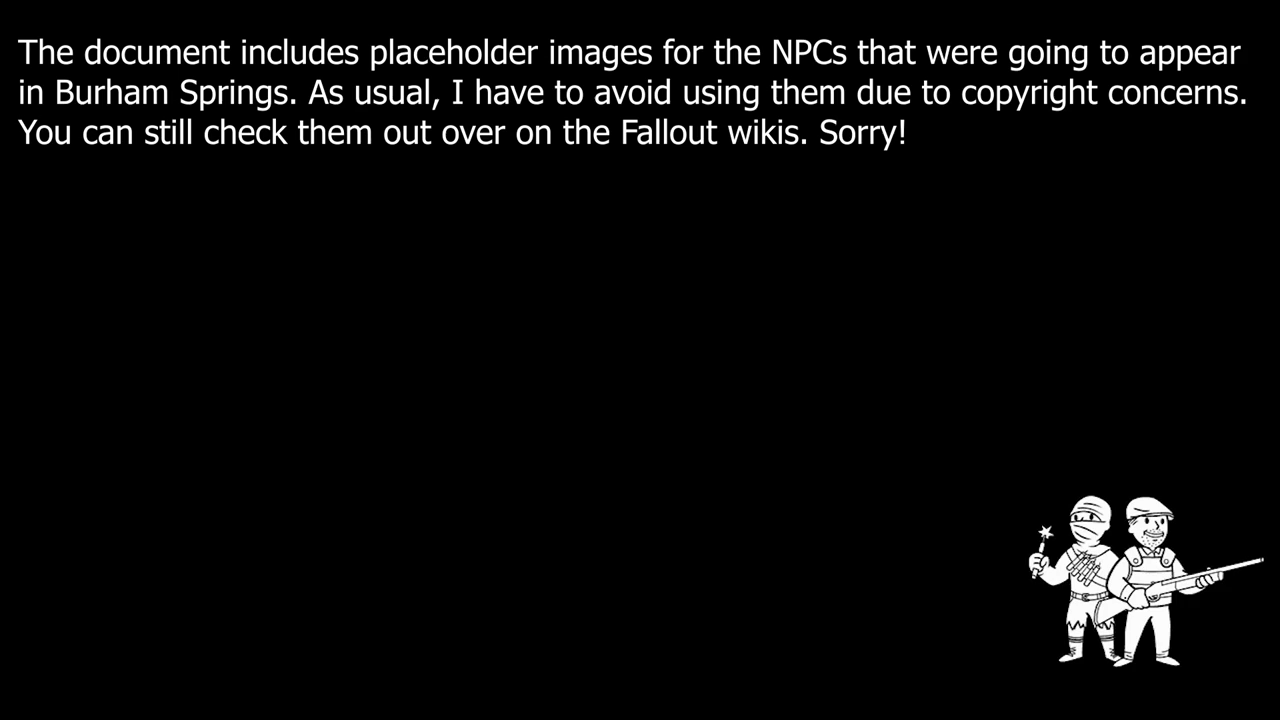 The document includes placeholder images for the NPCs that were going to appear
in Burham Springs. As usual, I have to avoid using them due to copyright concerns.
You can still check them out over on the Fallout wikis. Sorry!